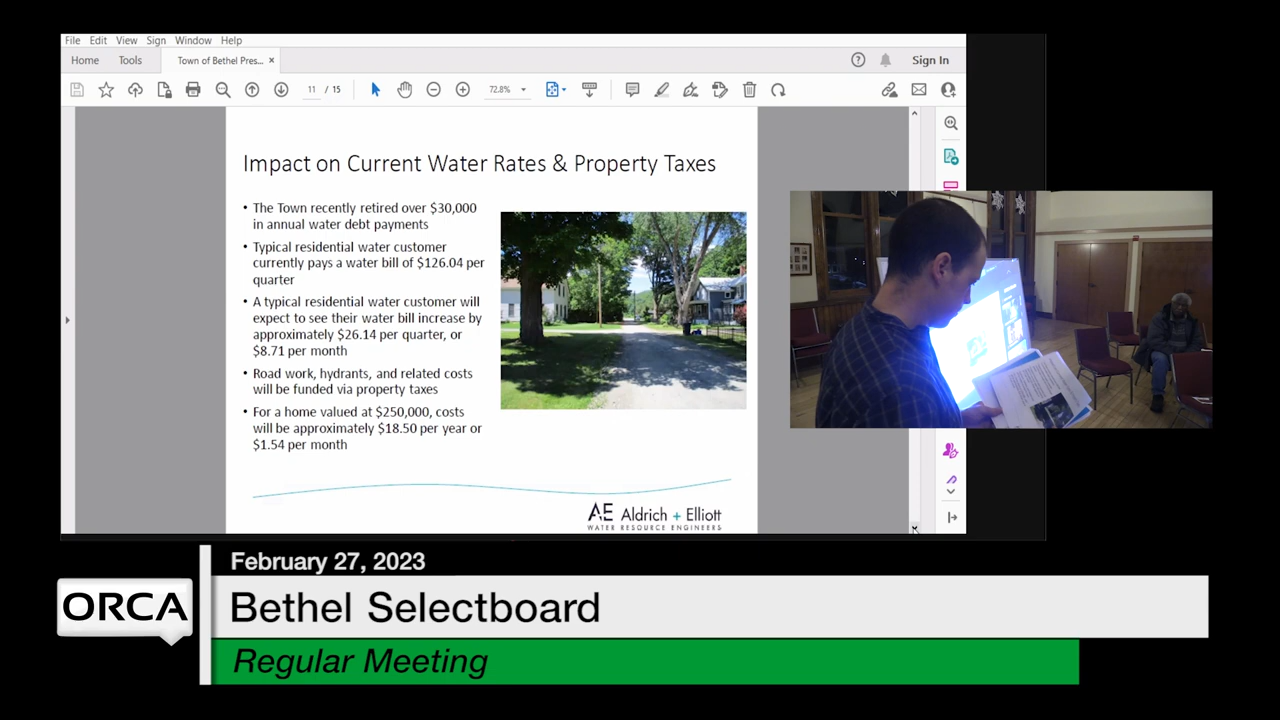 File Edit View Sign Window Help
Home Tools Town of Bethel Pres... × Sign In
11 / 15 72.8%
Impact on Current Water Rates & Property Taxes
• The Town recently retired over $30,000
in annual water debt payments
• Typical residential water customer
currently pays a water bill of $126.04 per
quarter
• A typical residential water customer will
expect to see their water bill increase by
approximately $26.14 per quarter, or
$8.71 per month
• Road work, hydrants, and related costs
will be funded via property taxes
• For a home valued at $250,000, costs
will be approximately $18.50 per year or
$1.54 per month
AE Aldrich + Elliott
WATER RESOURCE ENGINEERS
February 27, 2023
ORCA
Bethel Selectboard
Regular Meeting